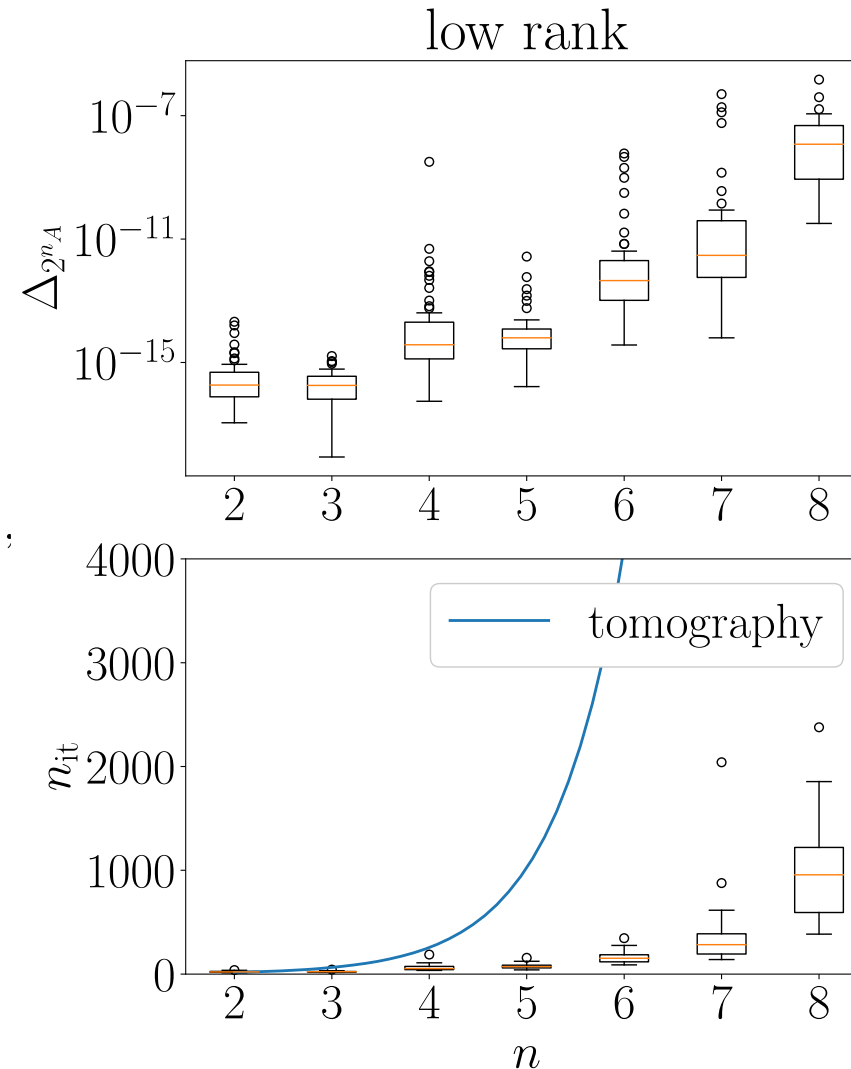 low rank
10⁻⁷
10⁻¹¹
10⁻¹⁵
Δ_{2^{n_A}}
2 3 4 5 6 7 8
;
4000
3000
2000
1000
0
n_{it}
tomography
2 3 4 5 6 7 8
n